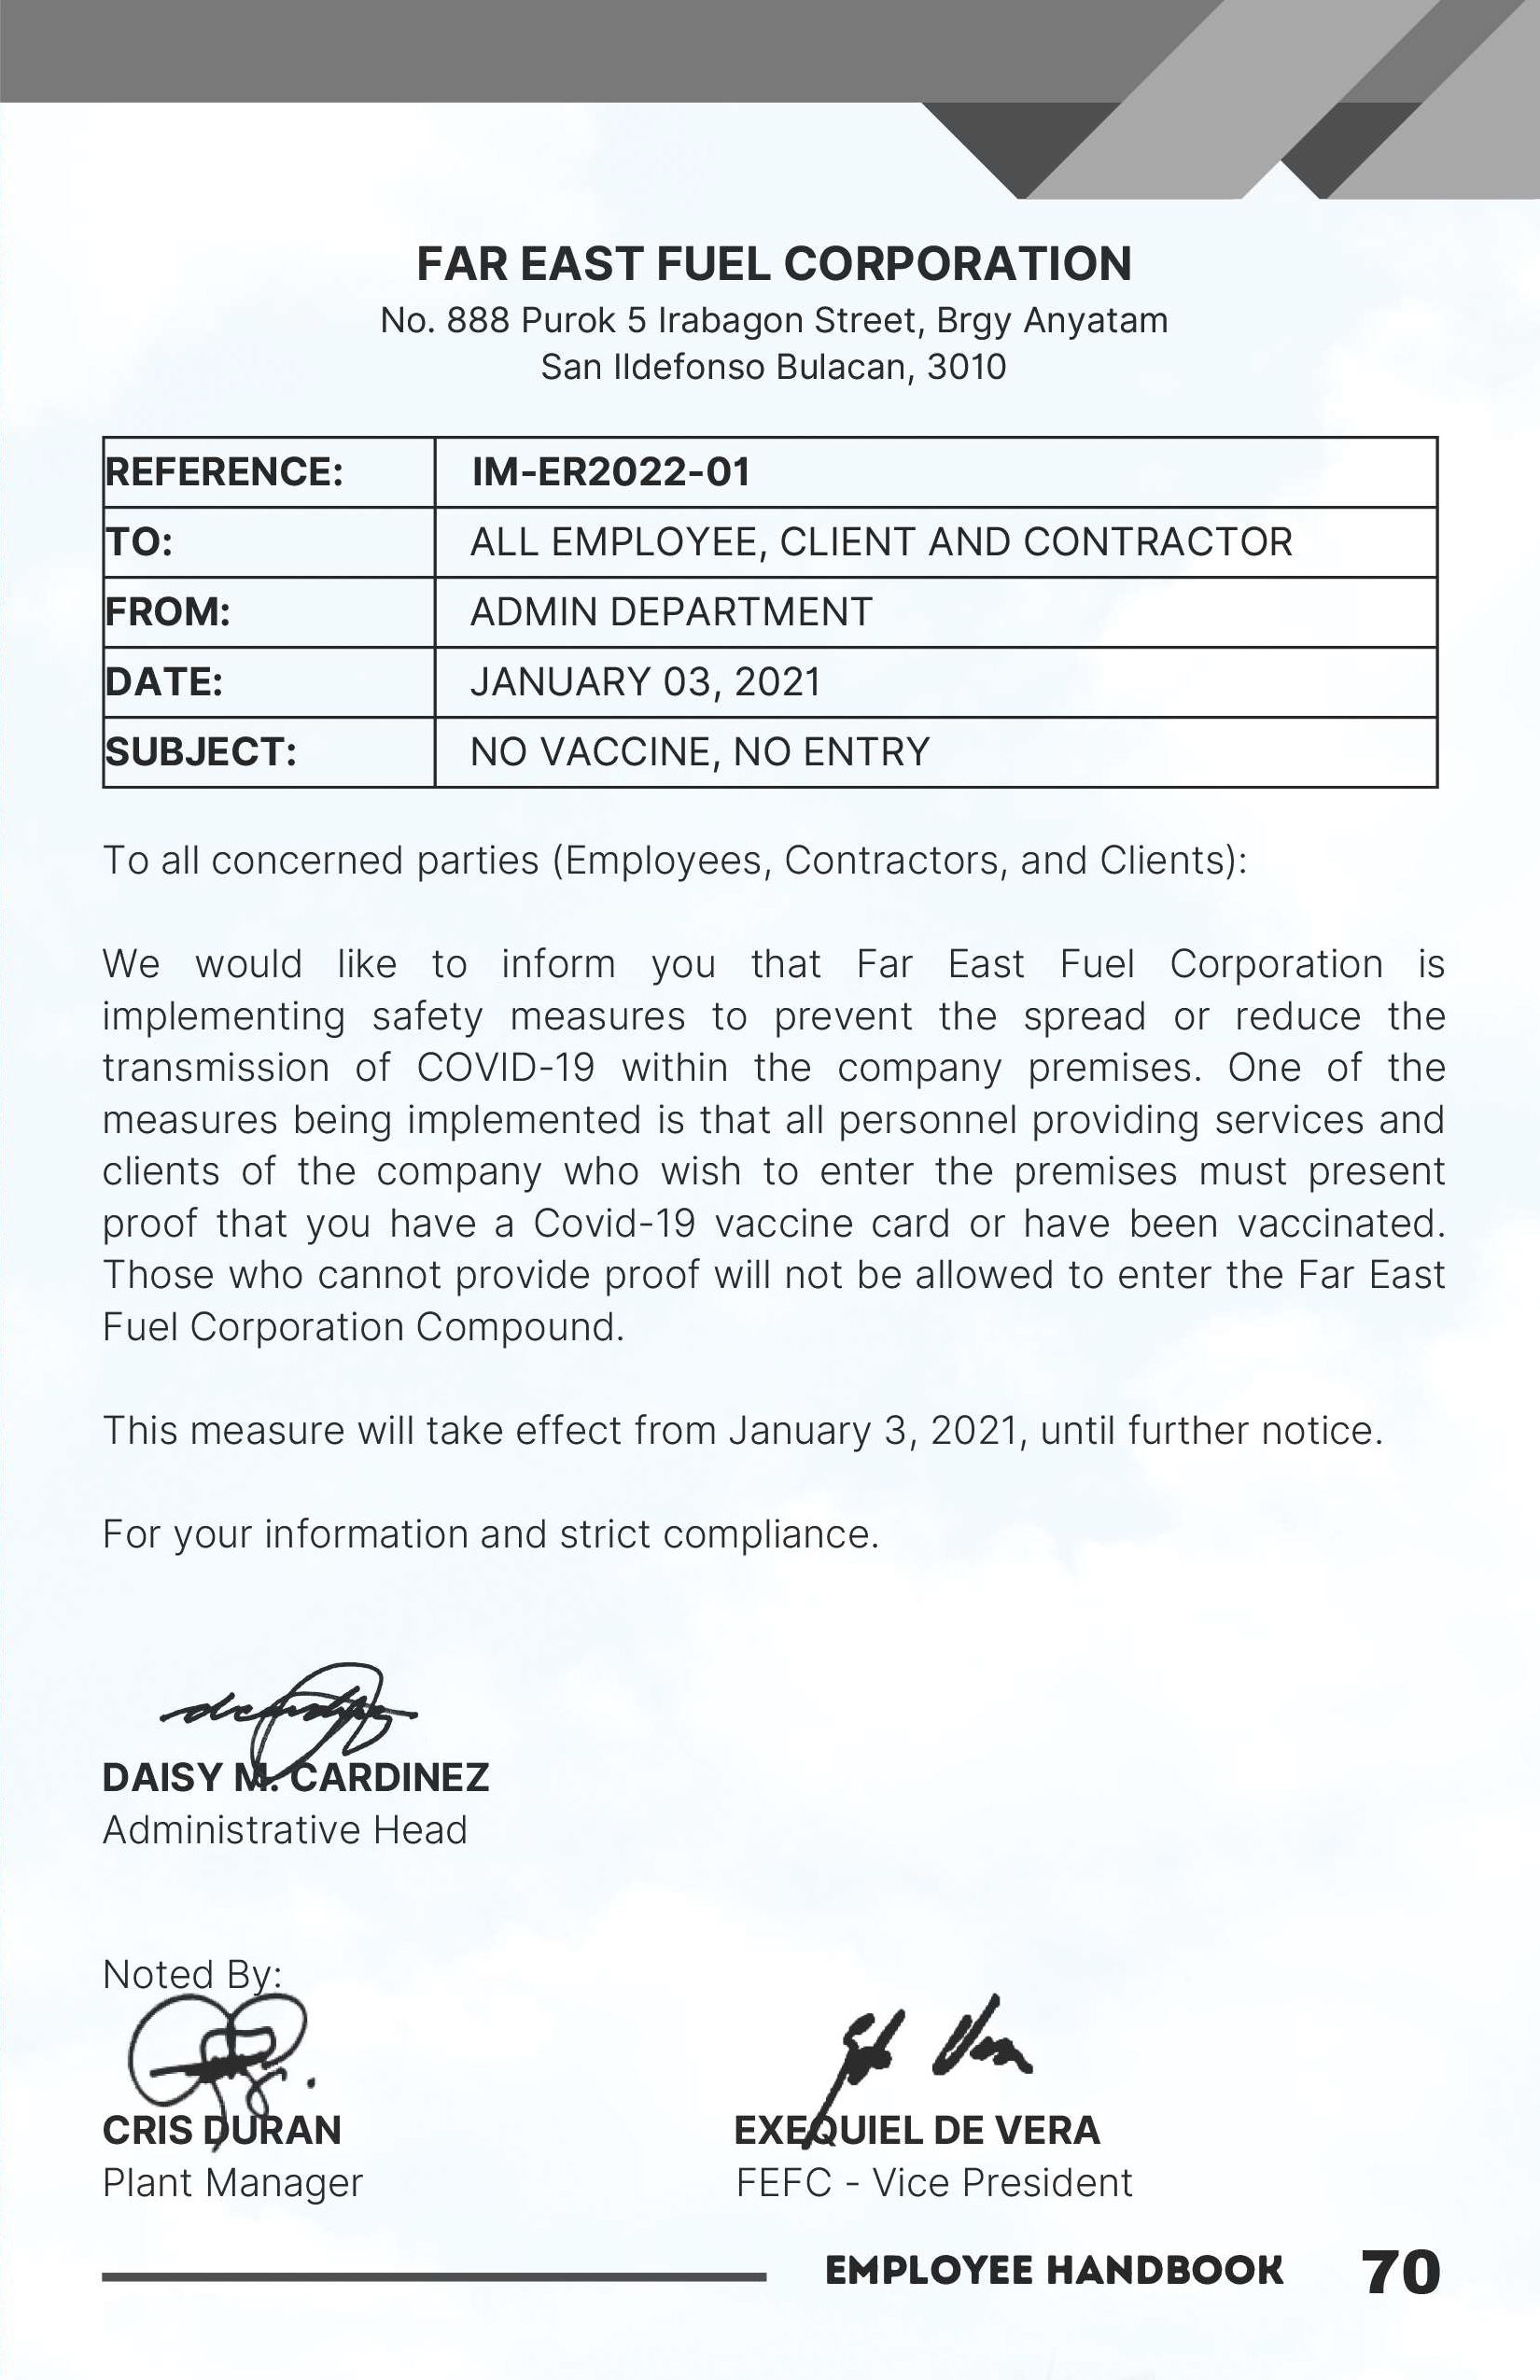 FAR EAST FUEL CORPORATION
No. 888 Purok 5 Irabagon Street, Brgy Anyatam
San Ildefonso Bulacan, 3010
REFERENCE: IM-ER2022-01
TO: ALL EMPLOYEE, CLIENT AND CONTRACTOR
FROM: ADMIN DEPARTMENT
DATE: JANUARY 03, 2021
SUBJECT: NO VACCINE, NO ENTRY
To all concerned parties (Employees, Contractors, and Clients):
We would like to inform you that Far East Fuel Corporation is
implementing safety measures to prevent the spread or reduce the
transmission of COVID-19 within the company premises. One of the
measures being implemented is that all personnel providing services and
clients of the company who wish to enter the premises must present
proof that you have a Covid-19 vaccine card or have been vaccinated.
Those who cannot provide proof will not be allowed to enter the Far East
Fuel Corporation Compound.
This measure will take effect from January 3, 2021, until further notice.
For your information and strict compliance.
DAISY M. CARDINEZ
Administrative Head
Noted By:
CRIS DURAN
Plant Manager
EXEQUIEL DE VERA
FEFC - Vice President
EMPLOYEE HANDBOOK 70